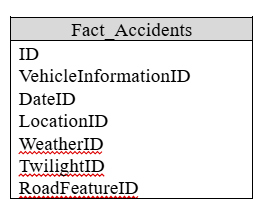 Fact_Accidents
ID
VehicleInformationID
DateID
LocationID
WeatherID
TwilightID
RoadFeatureID